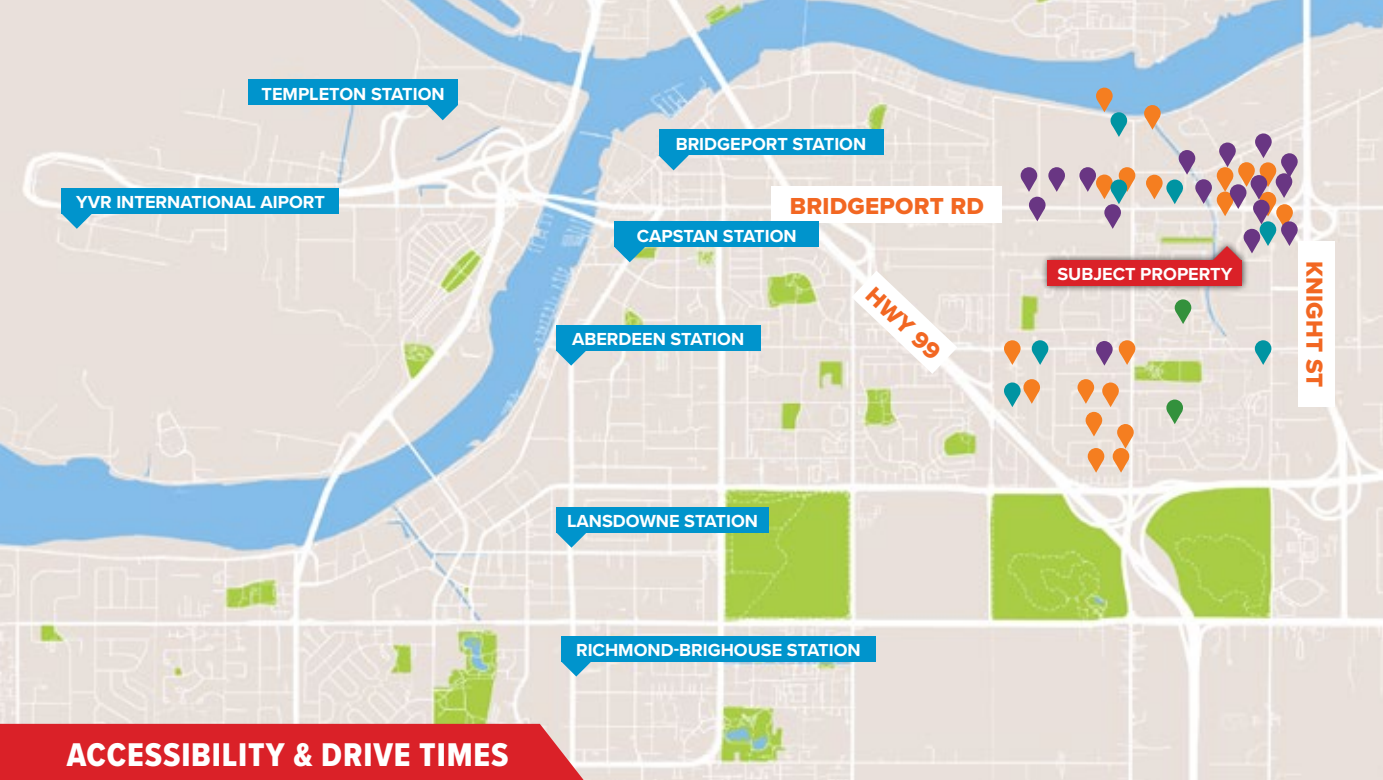 TEMPLETON STATION
BRIDGEPORT STATION
YVR INTERNATIONAL AIPORT
BRIDGEPORT RD
CAPSTAN STATION
SUBJECT PROPERTY
KNIGHT ST
HWY 99
ABERDEEN STATION
LANSDOWNE STATION
RICHMOND-BRIGHOUSE STATION
ACCESSIBILITY & DRIVE TIMES